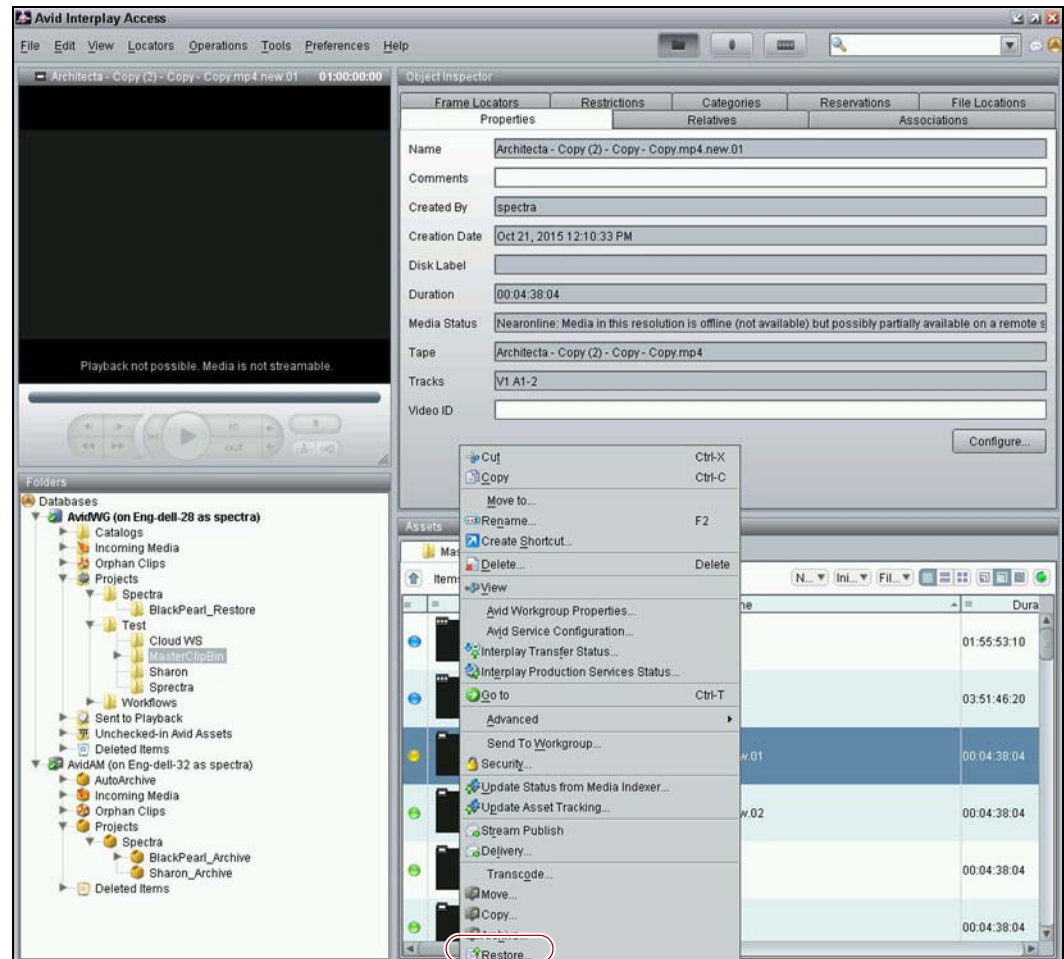 Avid Interplay Access
File Edit View Locators Operations Tools Preferences Help
Architecta - Copy (2) - Copy - Copy.mp4.new.01 01:00:00:00
Playback not possible. Media is not streamable.
in
out
Object Inspector
Frame Locators Restrictions Categories Reservations File Locations
Properties Relatives Associations
Name Architecta - Copy (2) - Copy - Copy.mp4.new.01
Comments
Created By spectra
Creation Date Oct 21, 2015 12:10:33 PM
Disk Label
Duration 00:04:38:04
Media Status Nearonline: Media in this resolution is offline (not available) but possibly partially available on a remote s
Tape Architecta - Copy (2) - Copy - Copy.mp4
Tracks V1 A1-2
Video ID
Configure...
Folders
Databases
AvidWG (on Eng-dell-28 as spectra)
Catalogs
Incoming Media
Orphan Clips
Projects
Spectra
BlackPearl_Restore
Test
Cloud WS
MasterClipBin
Sharon
Sprectra
Workflows
Sent to Playback
Unchecked-in Avid Assets
Deleted Items
AvidAM (on Eng-dell-32 as spectra)
AutoArchive
Incoming Media
Orphan Clips
Projects
Spectra
BlackPearl_Archive
Sharon_Archive
Deleted Items
Assets
Mas
Items
N... Ini... Fil...
ne Dura
01:55:53:10
03:51:46:20
w.01 00:04:38:04
w.02 00:04:38:04
00:04:38:04
00:04:38:04
Cut Ctrl-X
Copy Ctrl-C
Move to...
Rename... F2
Create Shortcut...
Delete... Delete
View
Avid Workgroup Properties...
Avid Service Configuration...
Interplay Transfer Status...
Interplay Production Services Status...
Go to Ctrl-T
Advanced
Send To Workgroup...
Security...
Update Status from Media Indexer...
Update Asset Tracking...
Stream Publish
Delivery...
Transcode...
Move...
Copy...
Archive...
Restore...